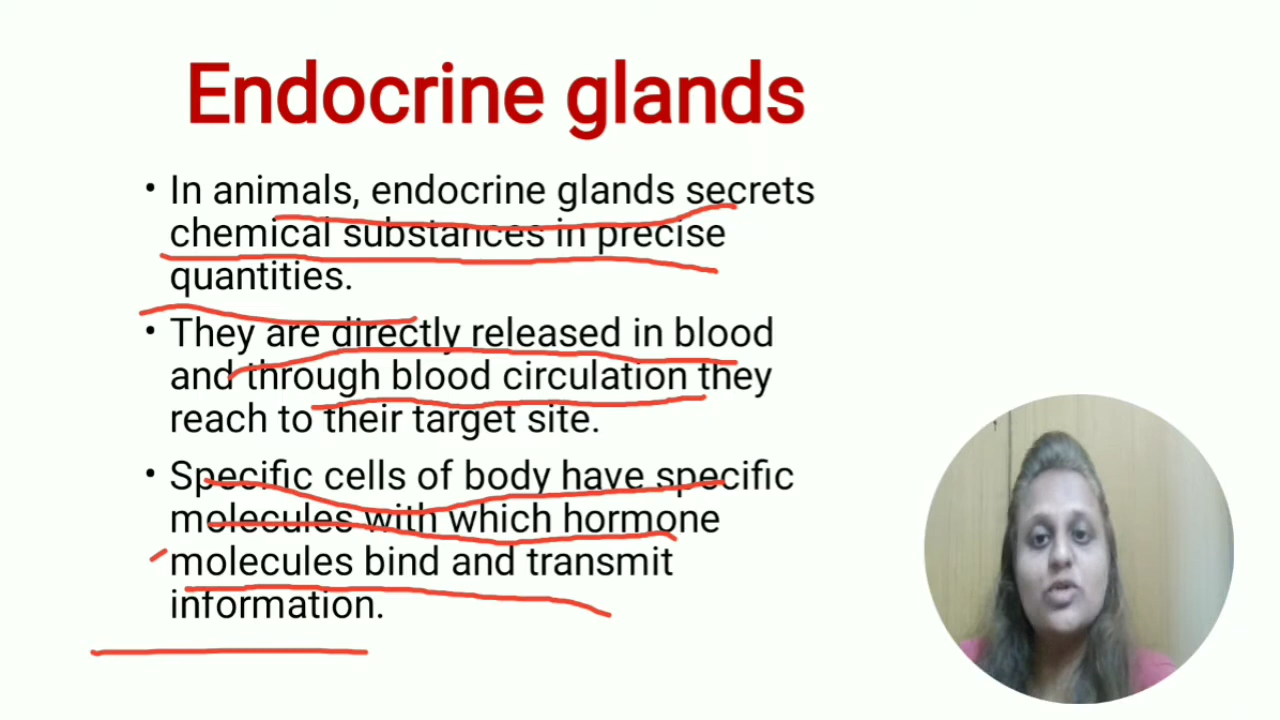 Endocrine glands
• In animals, endocrine glands secrets
chemical substances in precise
quantities.
• They are directly released in blood
and through blood circulation they
reach to their target site.
• Specific cells of body have specific
molecules with which hormone
molecules bind and transmit
information.